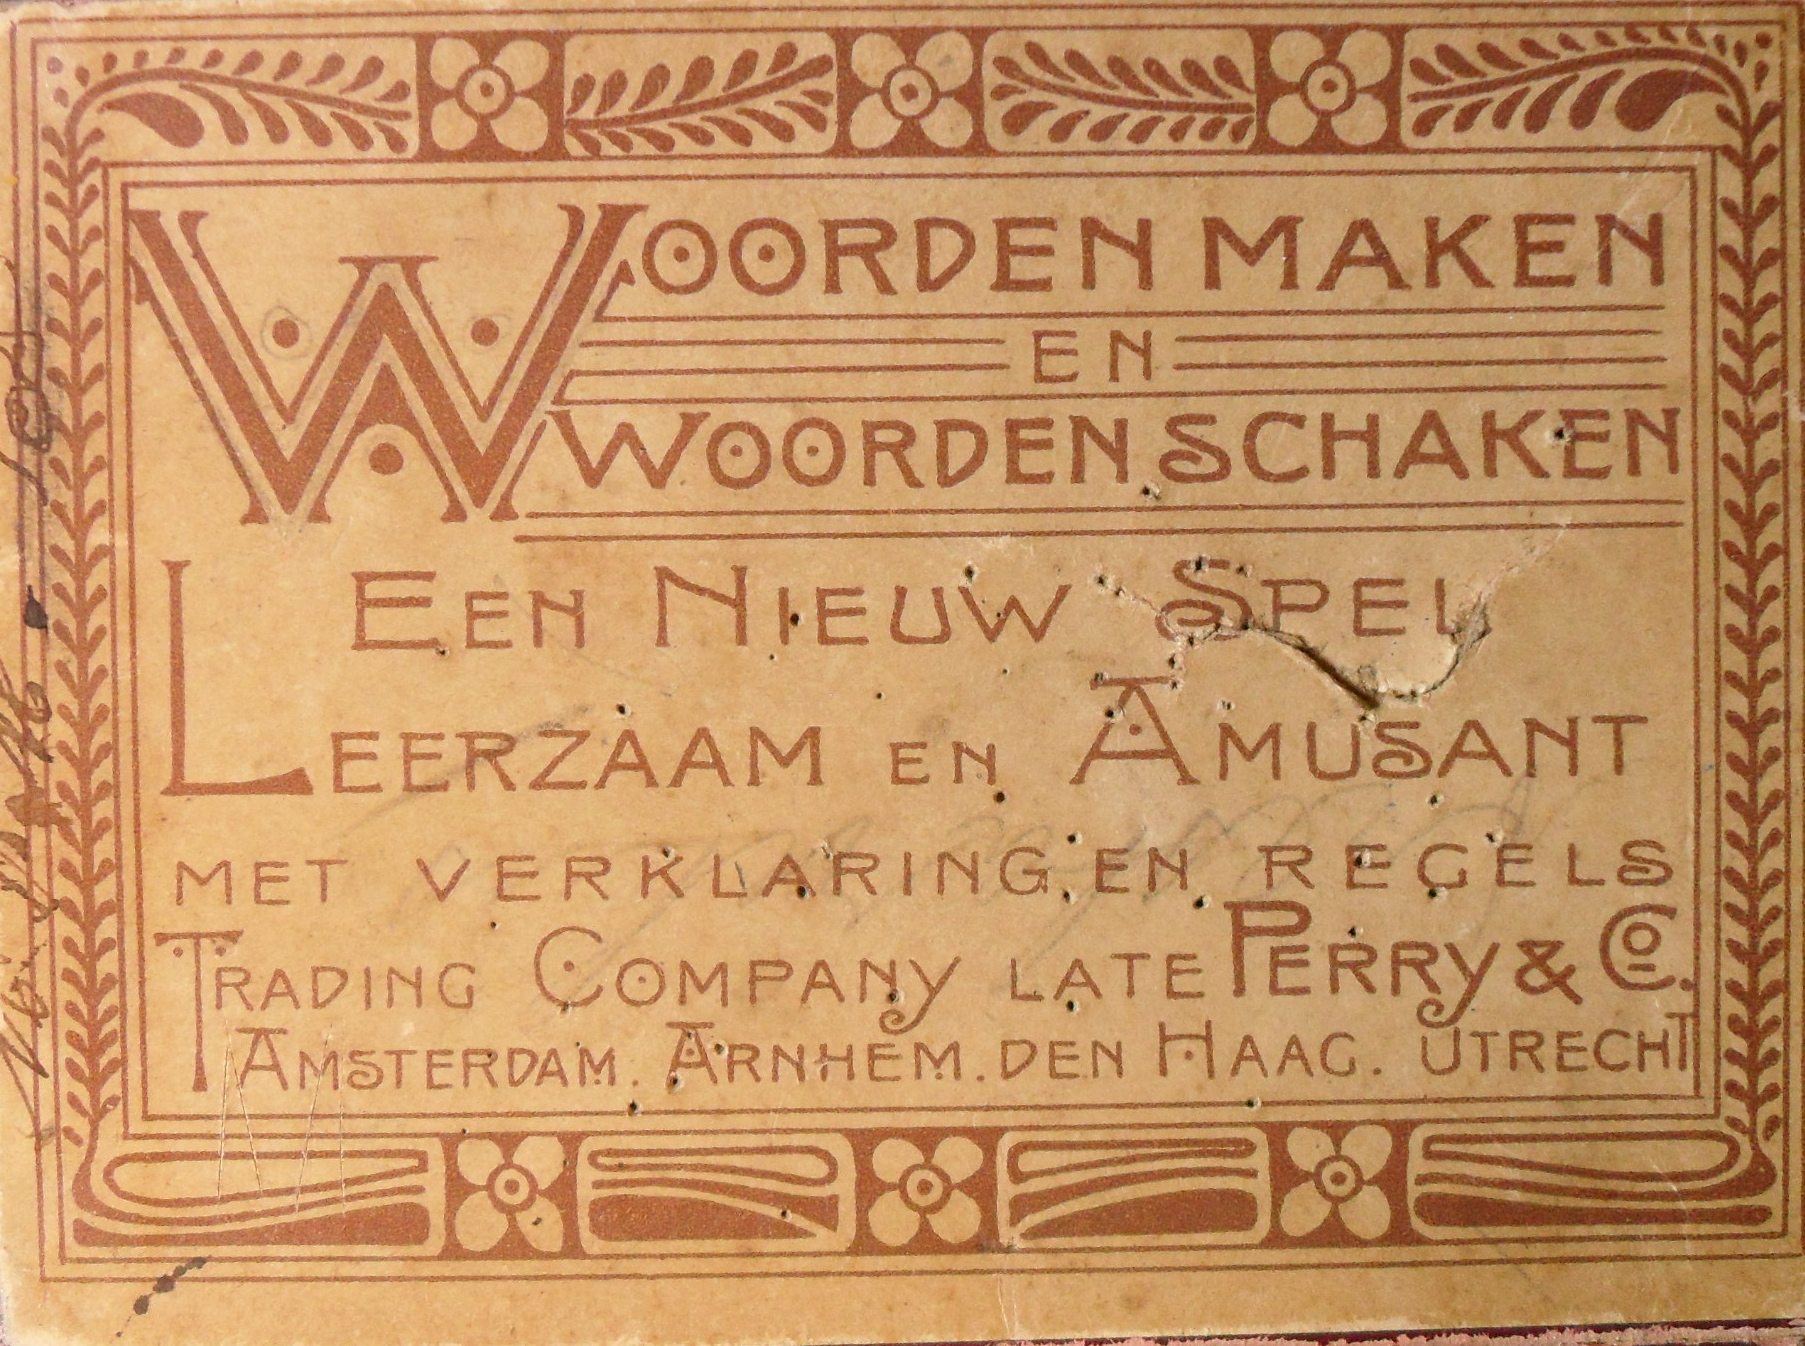 WOORDEN MAKEN
EN
WOORDEN SCHAKEN
EEN NIEUW SPEL
LEERZAAM EN AMUSANT
MET VERKLARING EN REGELS
TRADING COMPANY LATE PERRY & Co.
AMSTERDAM. ARNHEM. DEN HAAG. UTRECHT